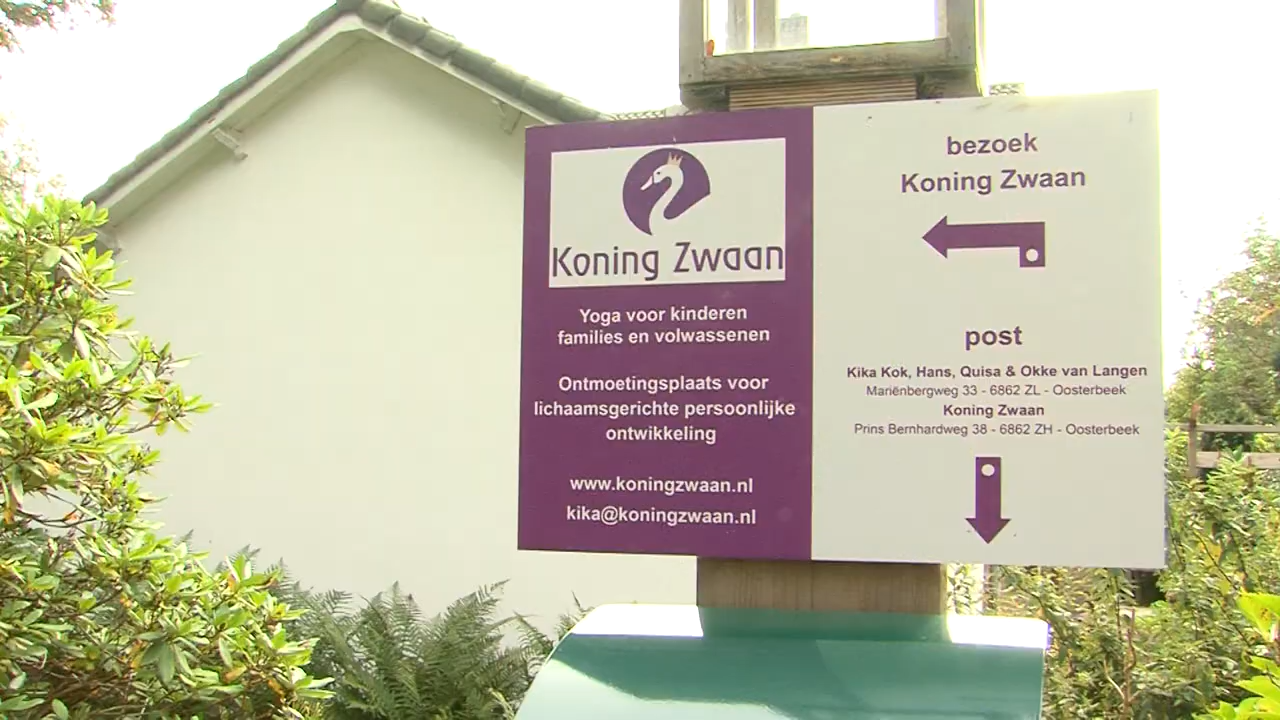 Koning Zwaan
Yoga voor kinderen
families en volwassenen
Ontmoetingsplaats voor
lichaamsgerichte persoonlijke
ontwikkeling
www.koningzwaan.nl
kika@koningzwaan.nl
bezoek
Koning Zwaan
post
Kika Kok, Hans, Quisa & Okke van Langen
Mariënbergweg 33 - 6862 ZL - Oosterbeek
Koning Zwaan
Prins Bernhardweg 38 - 6862 ZH - Oosterbeek